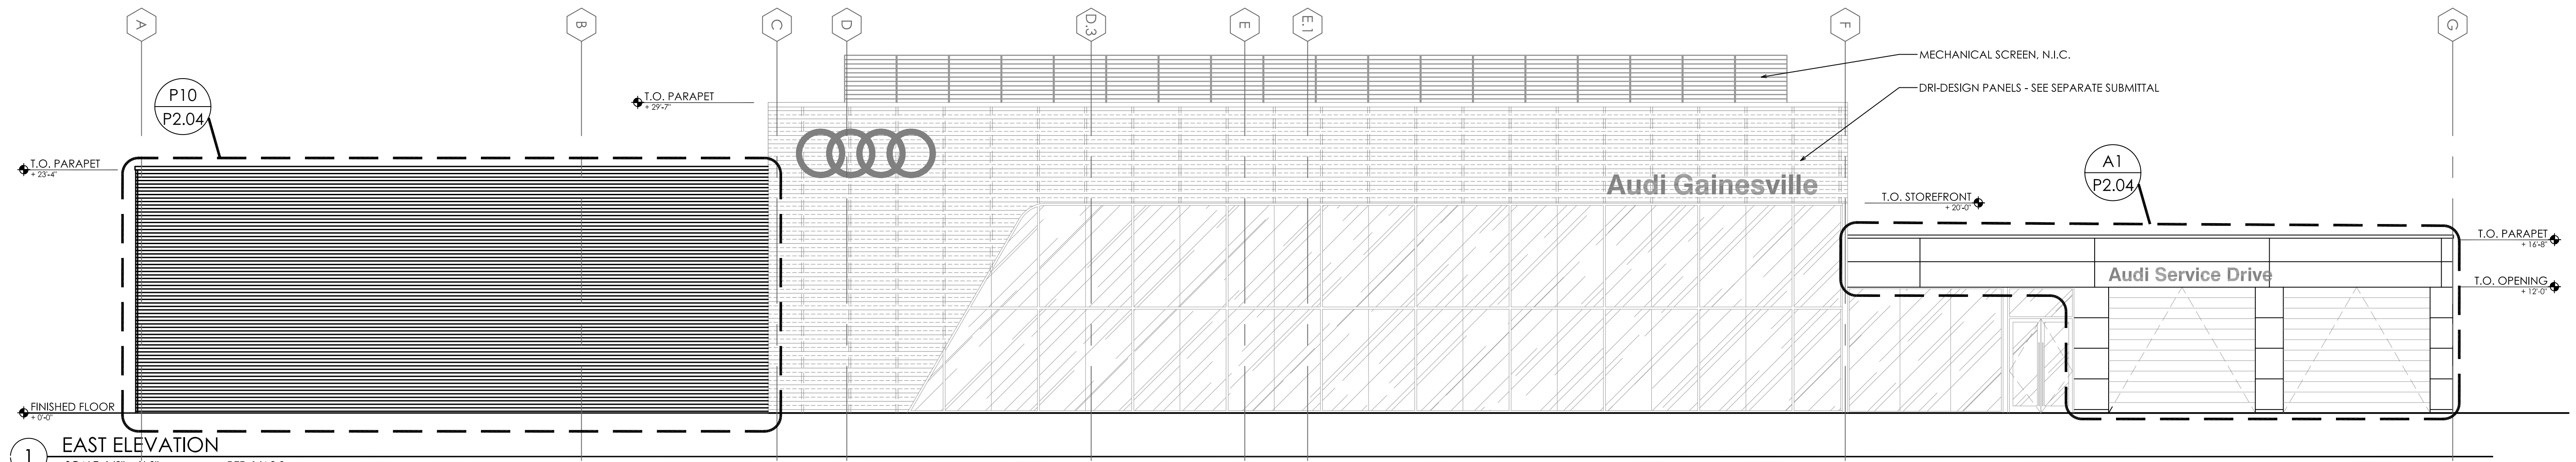 A
B
C
D
D.3
E
E.1
F
G
MECHANICAL SCREEN, N.I.C.
DRI-DESIGN PANELS - SEE SEPARATE SUBMITTAL
P10
P2.04
T.O. PARAPET
+ 29'-7"
T.O. PARAPET
+ 23'-4"
A1
P2.04
Audi Gainesville
T.O. STOREFRONT
+ 20'-0"
T.O. PARAPET
+ 16'-8"
Audi Service Drive
T.O. OPENING
+ 12'-0"
FINISHED FLOOR
+ 0'-0"
1
EAST ELEVATION